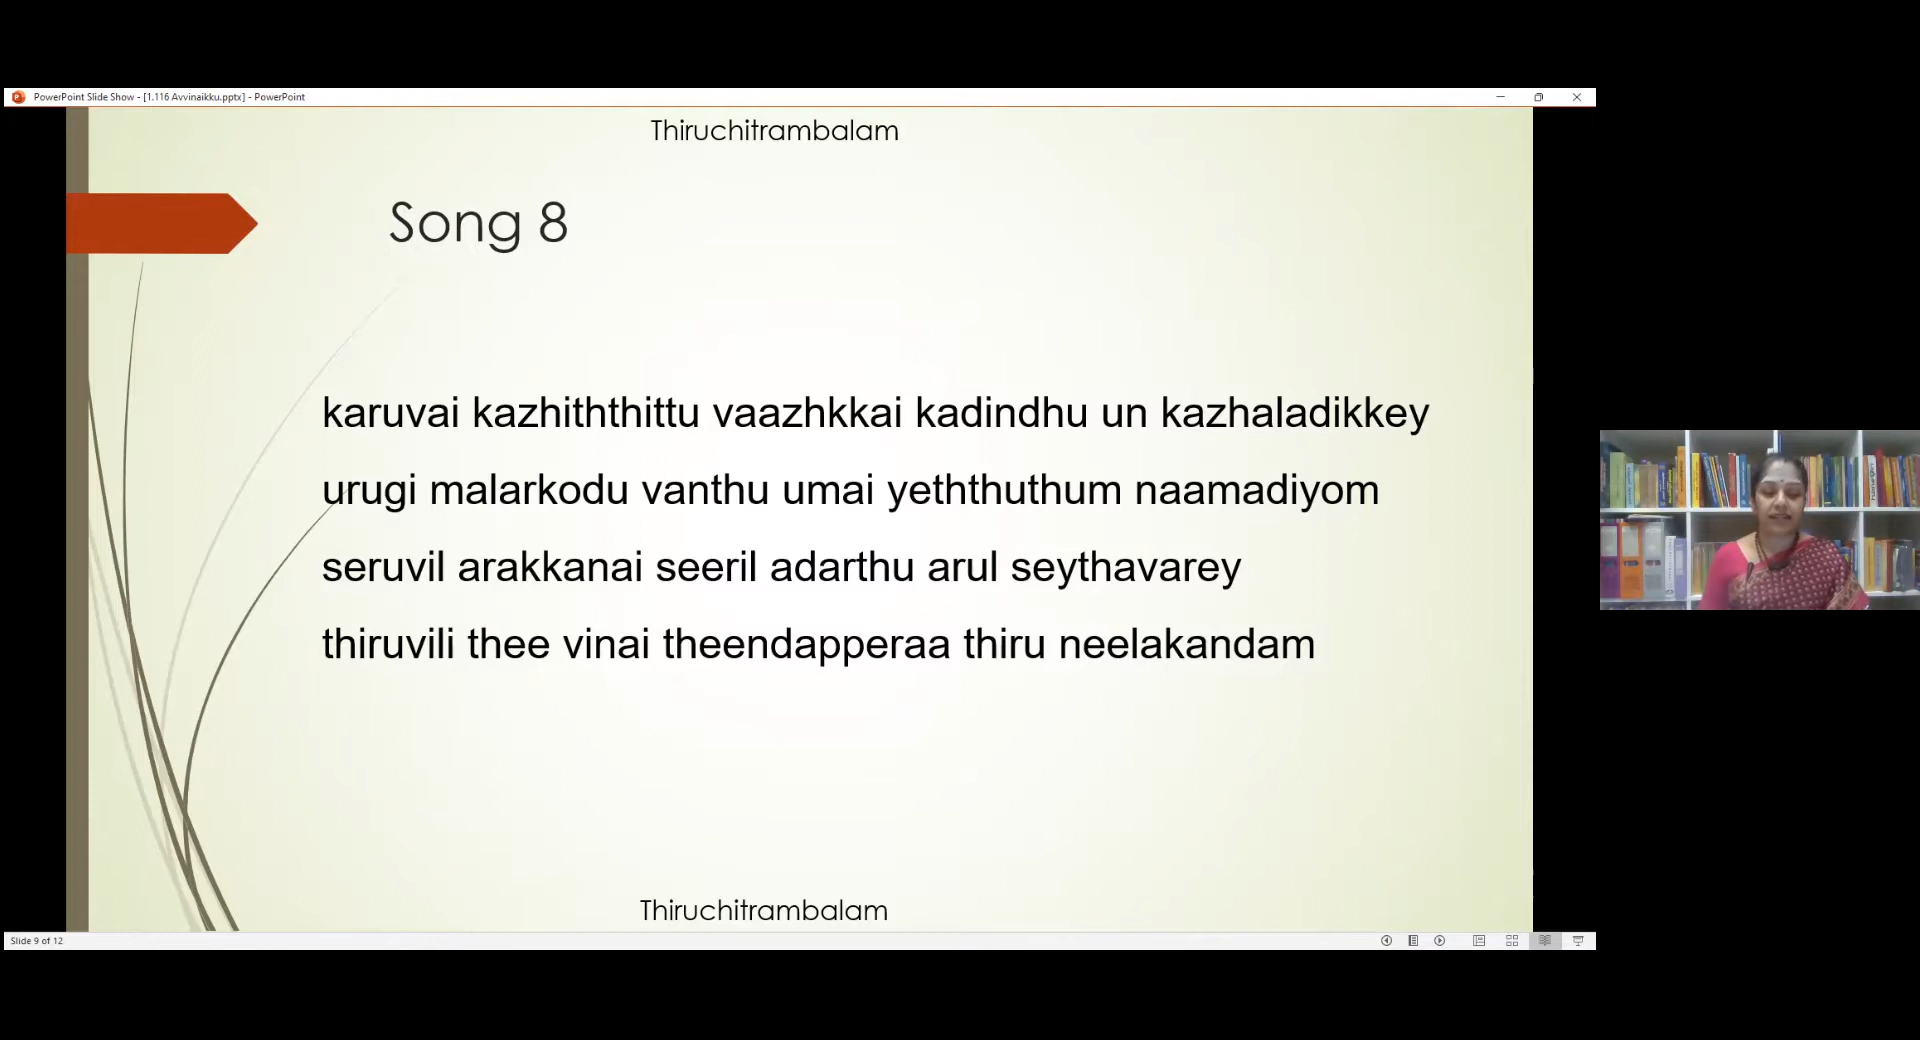 PowerPoint Slide Show - [1.116 Avvinaikku.pptx] - PowerPoint
Thiruchitrambalam
Song 8
karuvai kazhiththittu vaazhkkai kadindhu un kazhaladikkey
urugi malarkodu vanthu umai yeththuthum naamadiyom
seruvil arakkanai seeril adarthu arul seythavarey
thiruvili thee vinai theendapperaa thiru neelakandam
Thiruchitrambalam
Slide 9 of 12